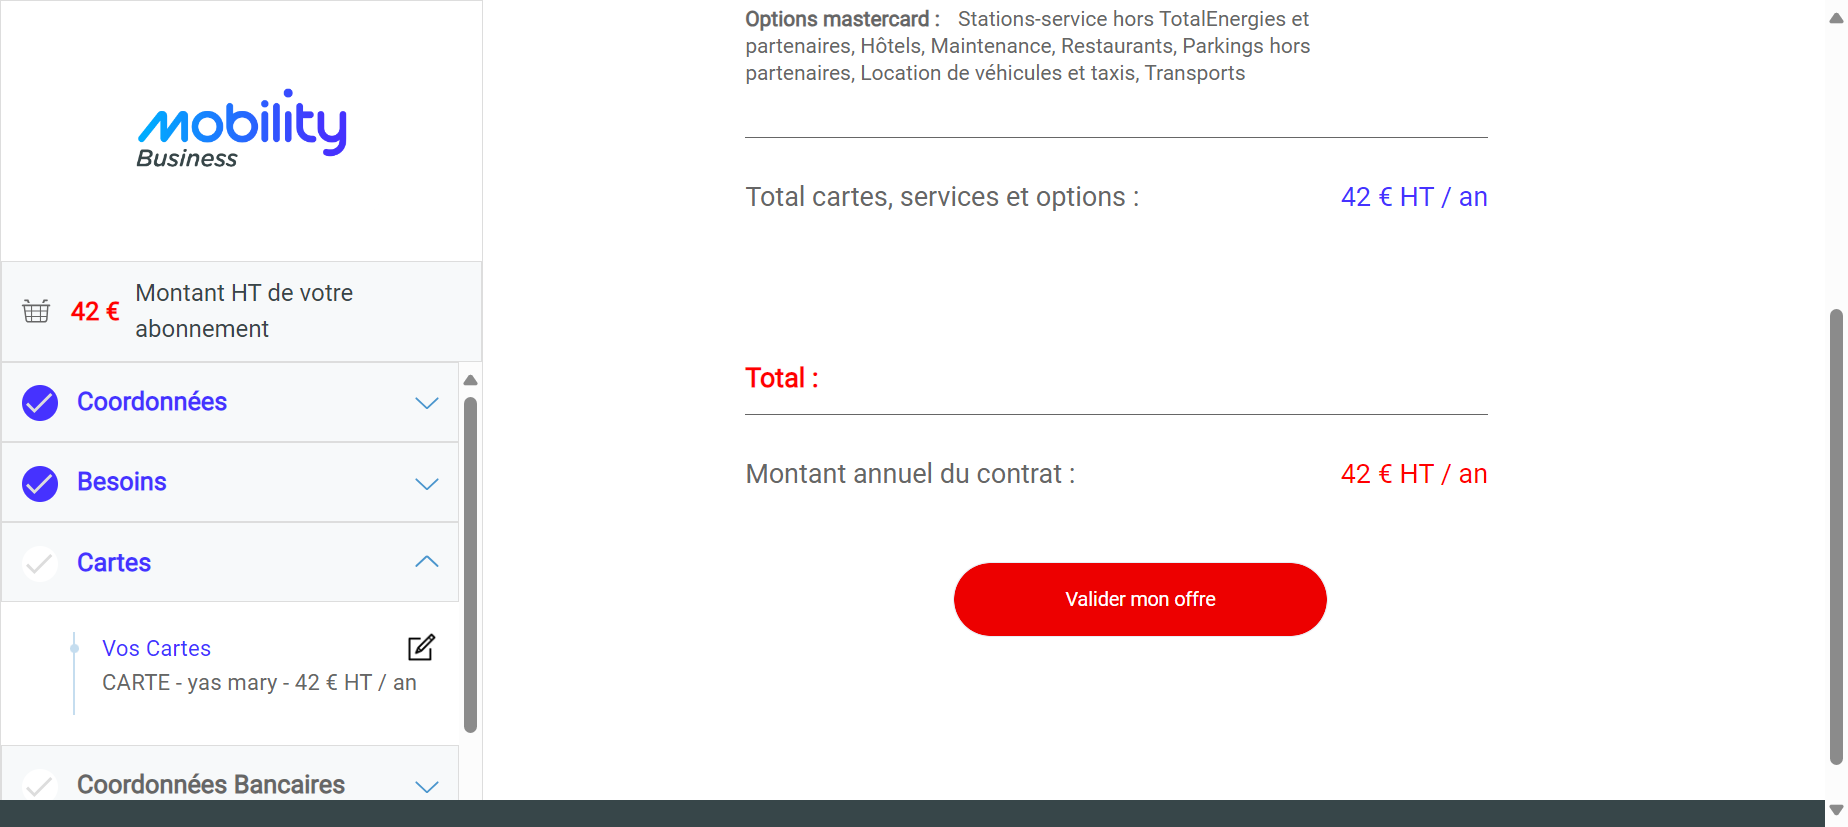 mobility
Business
42 €
Montant HT de votre
abonnement
Coordonnées
Besoins
Cartes
Vos Cartes
CARTE - yas mary - 42 € HT / an
Coordonnées Bancaires
Options mastercard : Stations-service hors TotalEnergies et
partenaires, Hôtels, Maintenance, Restaurants, Parkings hors
partenaires, Location de véhicules et taxis, Transports
Total cartes, services et options : 42 € HT / an
Total :
Montant annuel du contrat : 42 € HT / an
Valider mon offre